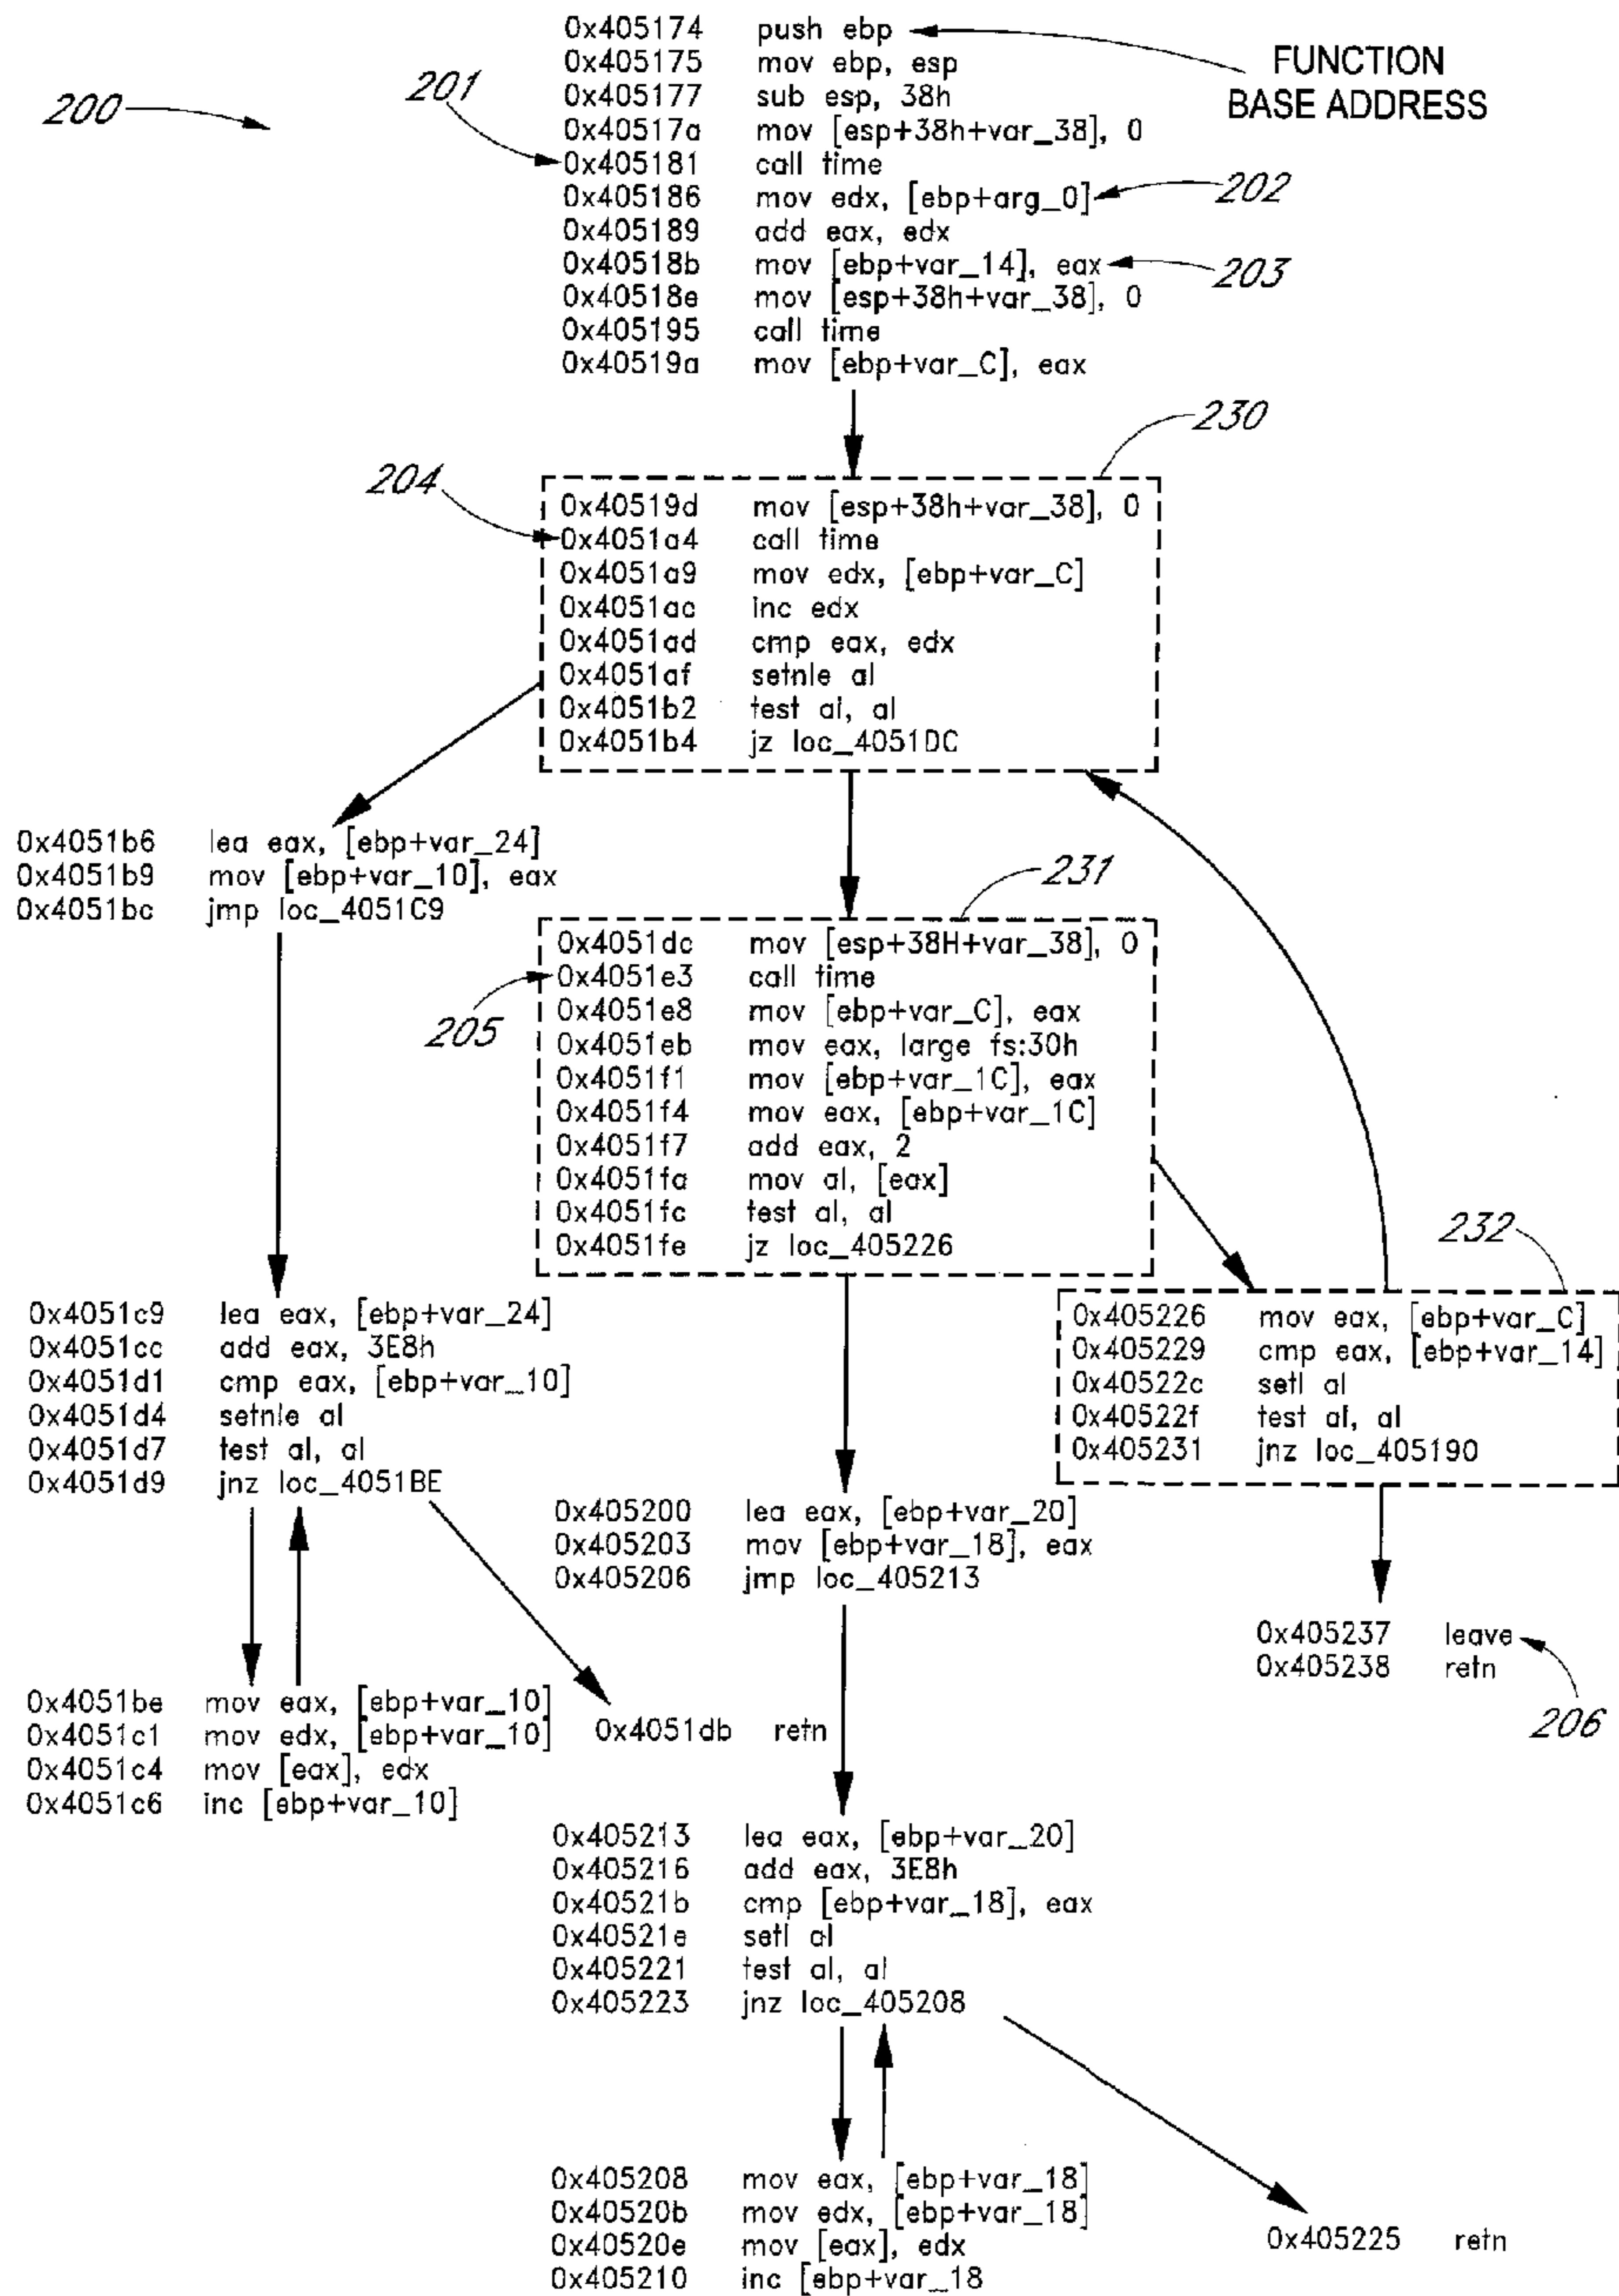 0x405174 push ebp
0x405175 mov ebp, esp
0x405177 sub esp, 38h
0x40517a mov [esp+38h+var_38], 0
0x405181 call time
0x405186 mov edx, [ebp+arg_0]
0x405189 add eax, edx
0x40518b mov [ebp+var_14], eax
0x40518e mov [esp+38h+var_38], 0
0x405195 call time
0x40519a mov [ebp+var_C], eax
FUNCTION
BASE ADDRESS
200
201
202
203
230
204
0x40519d mov [esp+38h+var_38], 0
0x4051a4 call time
0x4051a9 mov edx, [ebp+var_C]
0x4051ac inc edx
0x4051ad cmp eax, edx
0x4051af setnle al
0x4051b2 test al, al
0x4051b4 jz loc_4051DC
0x4051b6 lea eax, [ebp+var_24]
0x4051b9 mov [ebp+var_10], eax
0x4051bc jmp loc_4051C9
231
0x4051dc mov [esp+38H+var_38], 0
0x4051e3 call time
0x4051e8 mov [ebp+var_C], eax
0x4051eb mov eax, large fs:30h
0x4051f1 mov [ebp+var_1C], eax
0x4051f4 mov eax, [ebp+var_1C]
0x4051f7 add eax, 2
0x4051fa mov al, [eax]
0x4051fc test al, al
0x4051fe jz loc_405226
205
232
0x4051c9 lea eax, [ebp+var_24]
0x4051cc add eax, 3E8h
0x4051d1 cmp eax, [ebp+var_10]
0x4051d4 setnle al
0x4051d7 test al, al
0x4051d9 jnz loc_4051BE
0x405226 mov eax, [ebp+var_C]
0x405229 cmp eax, [ebp+var_14]
0x40522c setl al
0x40522f test al, al
0x405231 jnz loc_405190
0x405200 lea eax, [ebp+var_20]
0x405203 mov [ebp+var_18], eax
0x405206 jmp loc_405213
0x405237 leave
0x405238 retn
206
0x4051be mov eax, [ebp+var_10]
0x4051c1 mov edx, [ebp+var_10]
0x4051c4 mov [eax], edx
0x4051c6 inc [ebp+var_10]
0x4051db retn
0x405213 lea eax, [ebp+var_20]
0x405216 add eax, 3E8h
0x40521b cmp [ebp+var_18], eax
0x40521e setl al
0x405221 test al, al
0x405223 jnz loc_405208
0x405208 mov eax, [ebp+var_18]
0x40520b mov edx, [ebp+var_18]
0x40520e mov [eax], edx
0x405210 inc [ebp+var_18
0x405225 retn